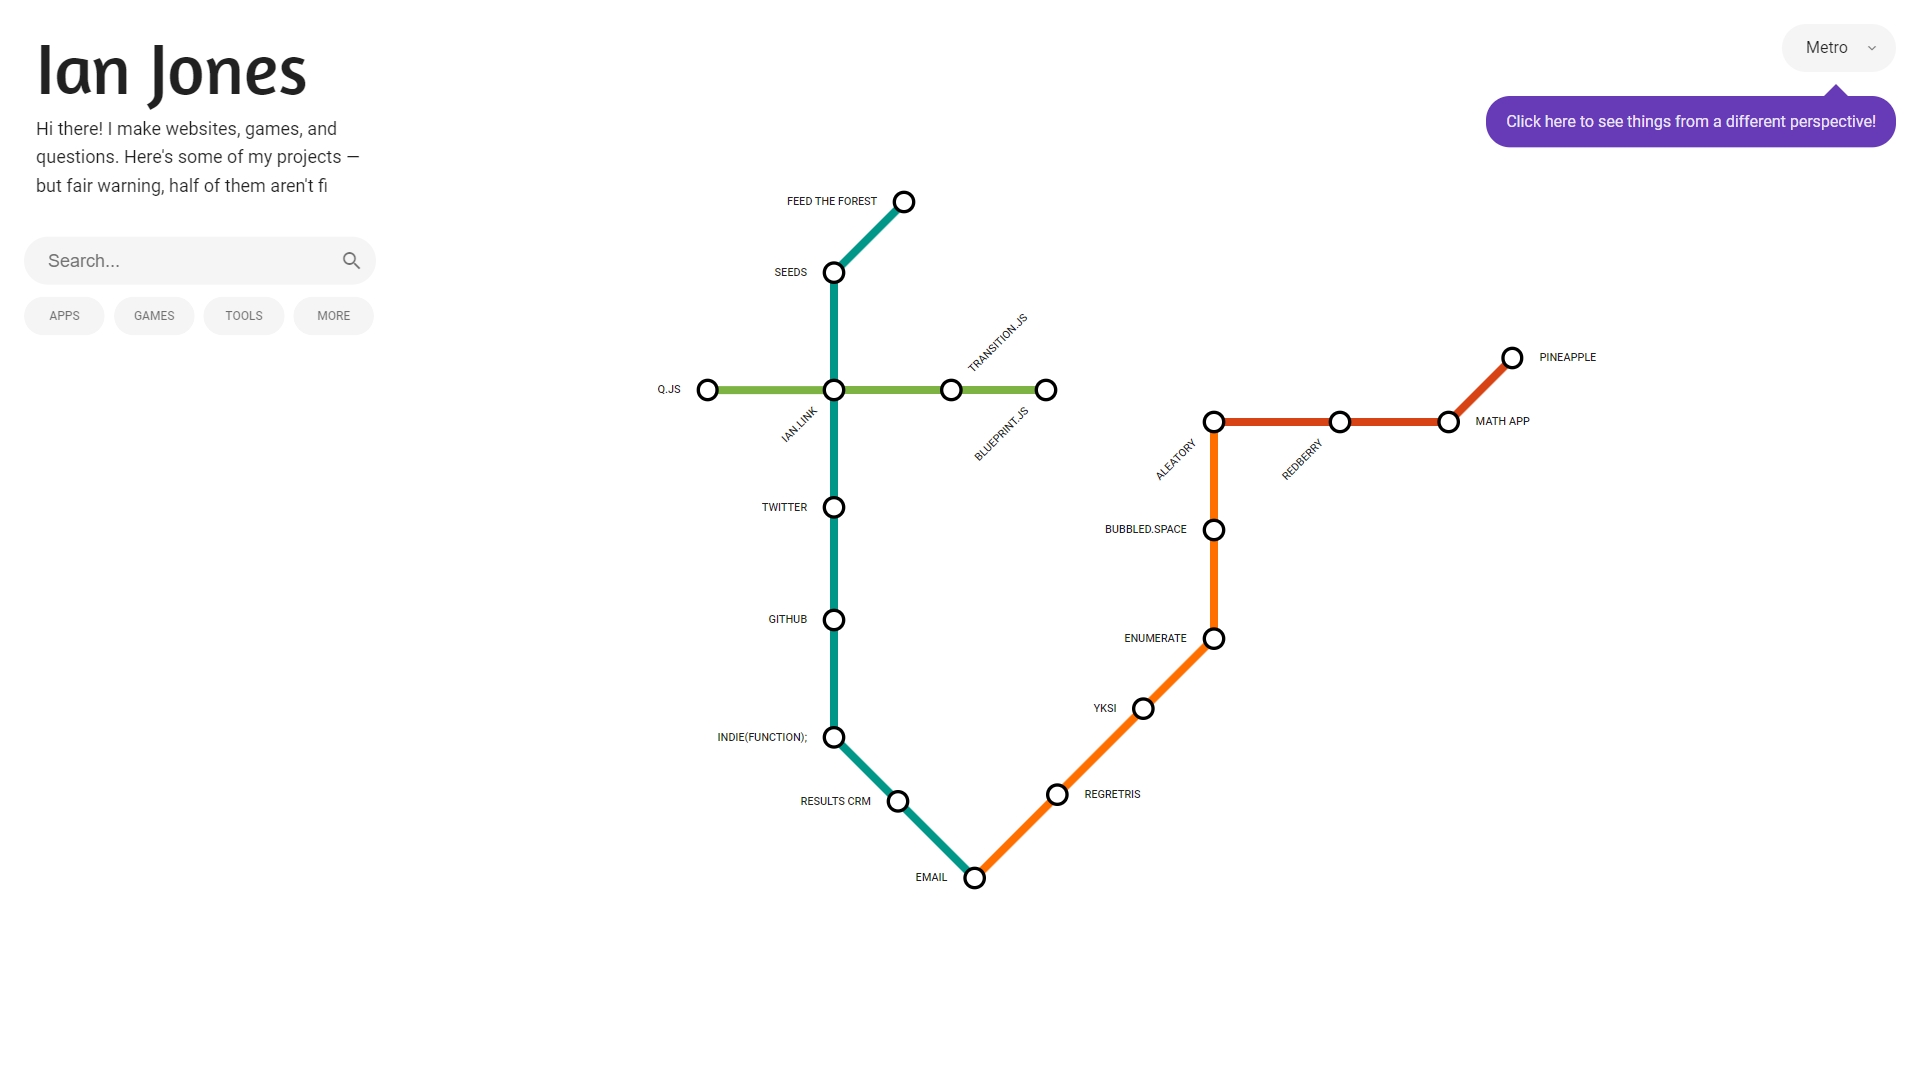 Ian Jones
Hi there! I make websites, games, and
questions. Here's some of my projects —
but fair warning, half of them aren't fi
Search...
APPS
GAMES
TOOLS
MORE
Metro
Click here to see things from a different perspective!
FEED THE FOREST
SEEDS
TRANSITION.JS
Q.JS
IAN.LINK
BLUEPRINT.JS
PINEAPPLE
MATH APP
ALEATORY
REDBERRY
TWITTER
BUBBLED.SPACE
GITHUB
ENUMERATE
YKSI
INDIE(FUNCTION);
REGRETRIS
RESULTS CRM
EMAIL